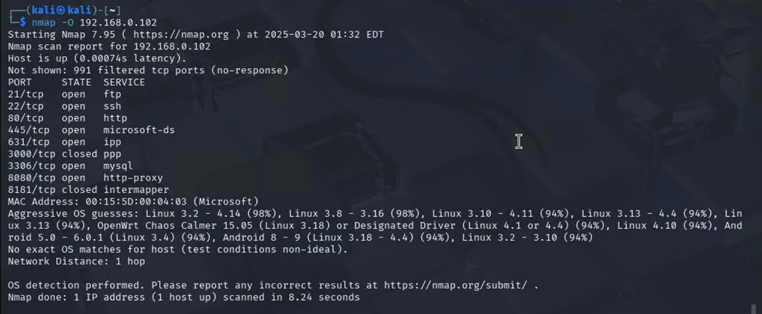 ┌──(kali㉿kali)-[~]
└─$ nmap -O 192.168.0.102
Starting Nmap 7.95 ( https://nmap.org ) at 2025-03-20 01:32 EDT
Nmap scan report for 192.168.0.102
Host is up (0.00074s latency).
Not shown: 991 filtered tcp ports (no-response)
PORT     STATE  SERVICE
21/tcp   open   ftp
22/tcp   open   ssh
80/tcp   open   http
445/tcp  open   microsoft-ds
631/tcp  open   ipp
3000/tcp closed ppp
3306/tcp open   mysql
8080/tcp open   http-proxy
8181/tcp closed intermapper
MAC Address: 00:15:5D:00:04:03 (Microsoft)
Aggressive OS guesses: Linux 3.2 - 4.14 (98%), Linux 3.8 - 3.16 (98%), Linux 3.10 - 4.11 (94%), Linux 3.13 - 4.4 (94%), Lin
ux 3.13 (94%), OpenWrt Chaos Calmer 15.05 (Linux 3.18) or Designated Driver (Linux 4.1 or 4.4) (94%), Linux 4.10 (94%), And
roid 5.0 - 6.0.1 (Linux 3.4) (94%), Android 8 - 9 (Linux 3.18 - 4.4) (94%), Linux 3.2 - 3.10 (94%)
No exact OS matches for host (test conditions non-ideal).
Network Distance: 1 hop

OS detection performed. Please report any incorrect results at https://nmap.org/submit/ .
Nmap done: 1 IP address (1 host up) scanned in 8.24 seconds